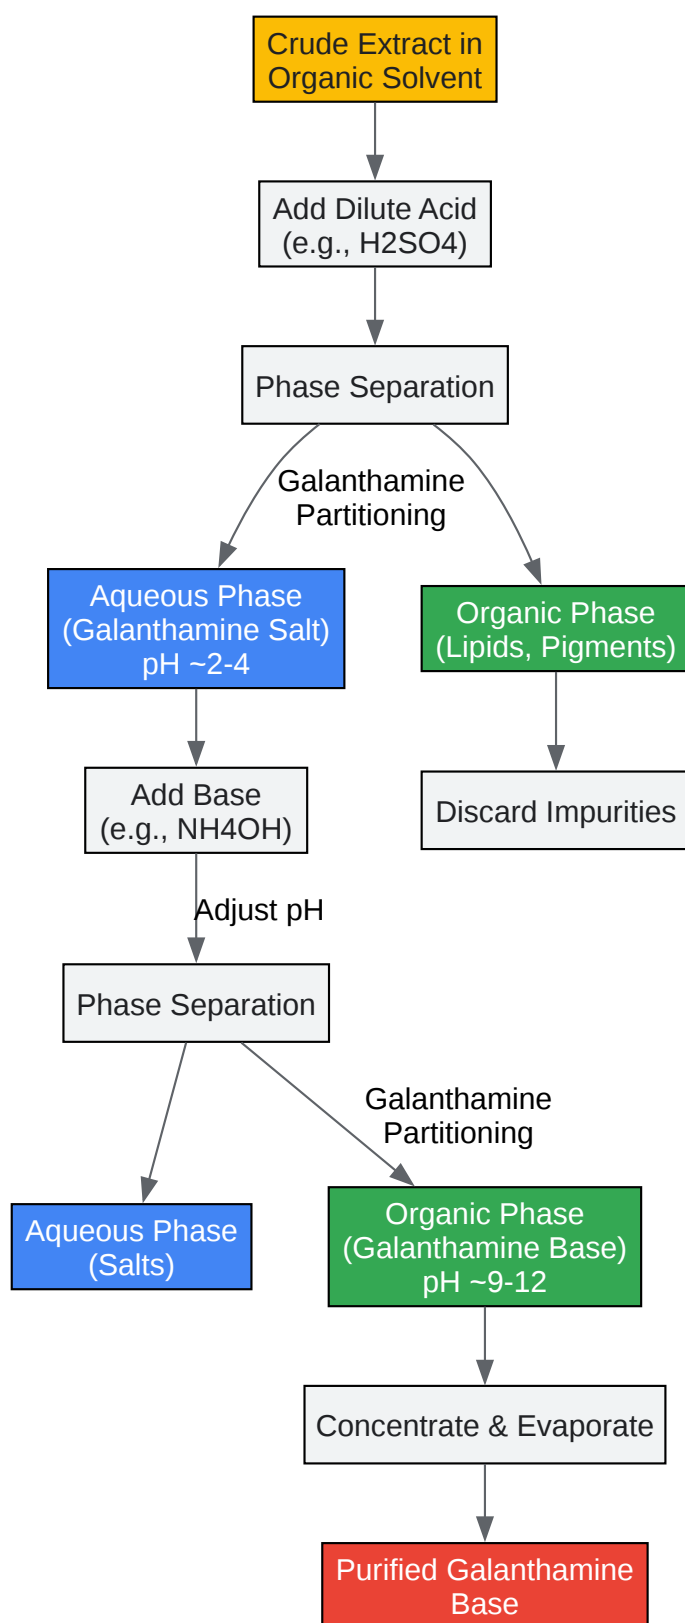 Crude Extract in
Organic Solvent
Add Dilute Acid
(e.g., H2SO4)
Phase Separation
Galanthamine
Partitioning
Aqueous Phase
(Galanthamine Salt)
pH ~2-4
Organic Phase
(Lipids, Pigments)
Add Base
(e.g., NH4OH)
Discard Impurities
Adjust pH
Phase Separation
Galanthamine
Partitioning
Aqueous Phase
(Salts)
Organic Phase
(Galanthamine Base)
pH ~9-12
Concentrate & Evaporate
Purified Galanthamine
Base